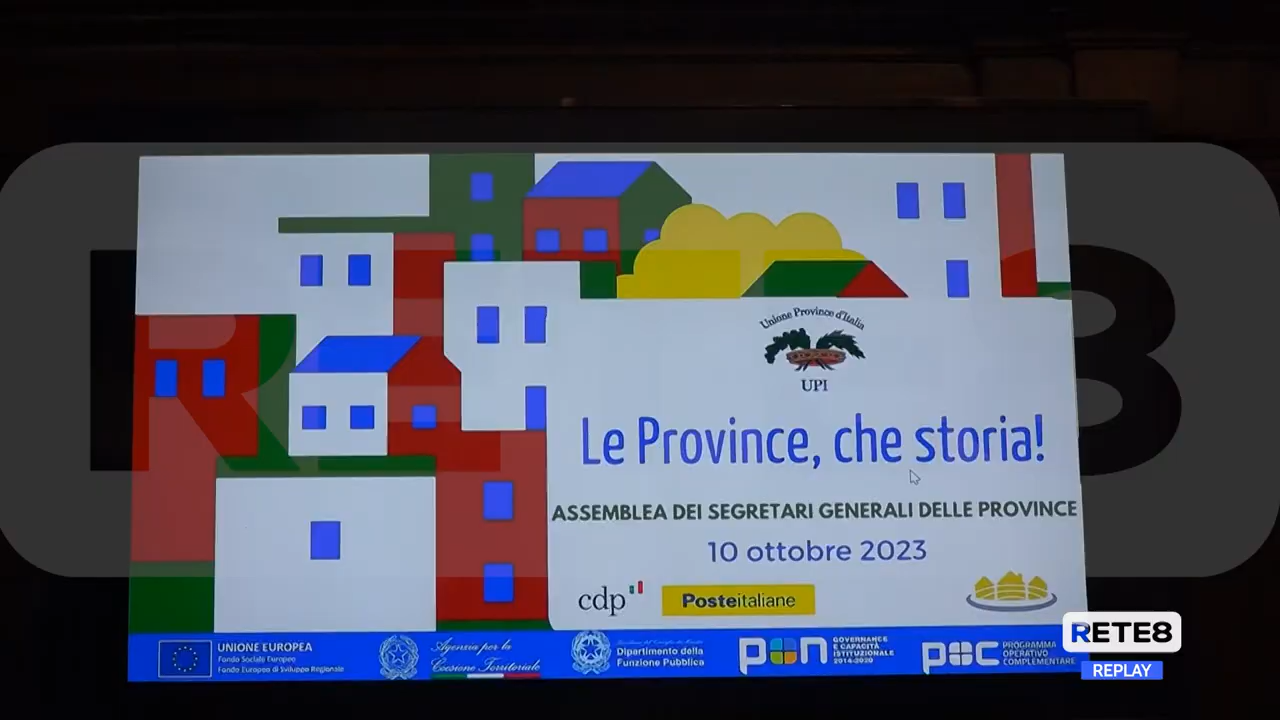 RE 8
Unione Province d'Italia
UPI
Le Province, che storia!
ASSEMBLEA DEI SEGRETARI GENERALI DELLE PROVINCE
10 ottobre 2023
cdp
Posteitaliane
UNIONE EUROPEA
Fondo Sociale Europeo
Fondo Europeo di Sviluppo Regionale
Agenzia per la
Coesione Territoriale
Dipartimento della
Funzione Pubblica
pon
GOVERNANCE
E CAPACITÀ
ISTITUZIONALE
2014-2020
poc
PROGRAMMA
OPERATIVO
COMPLEMENTARE
RETE8
REPLAY